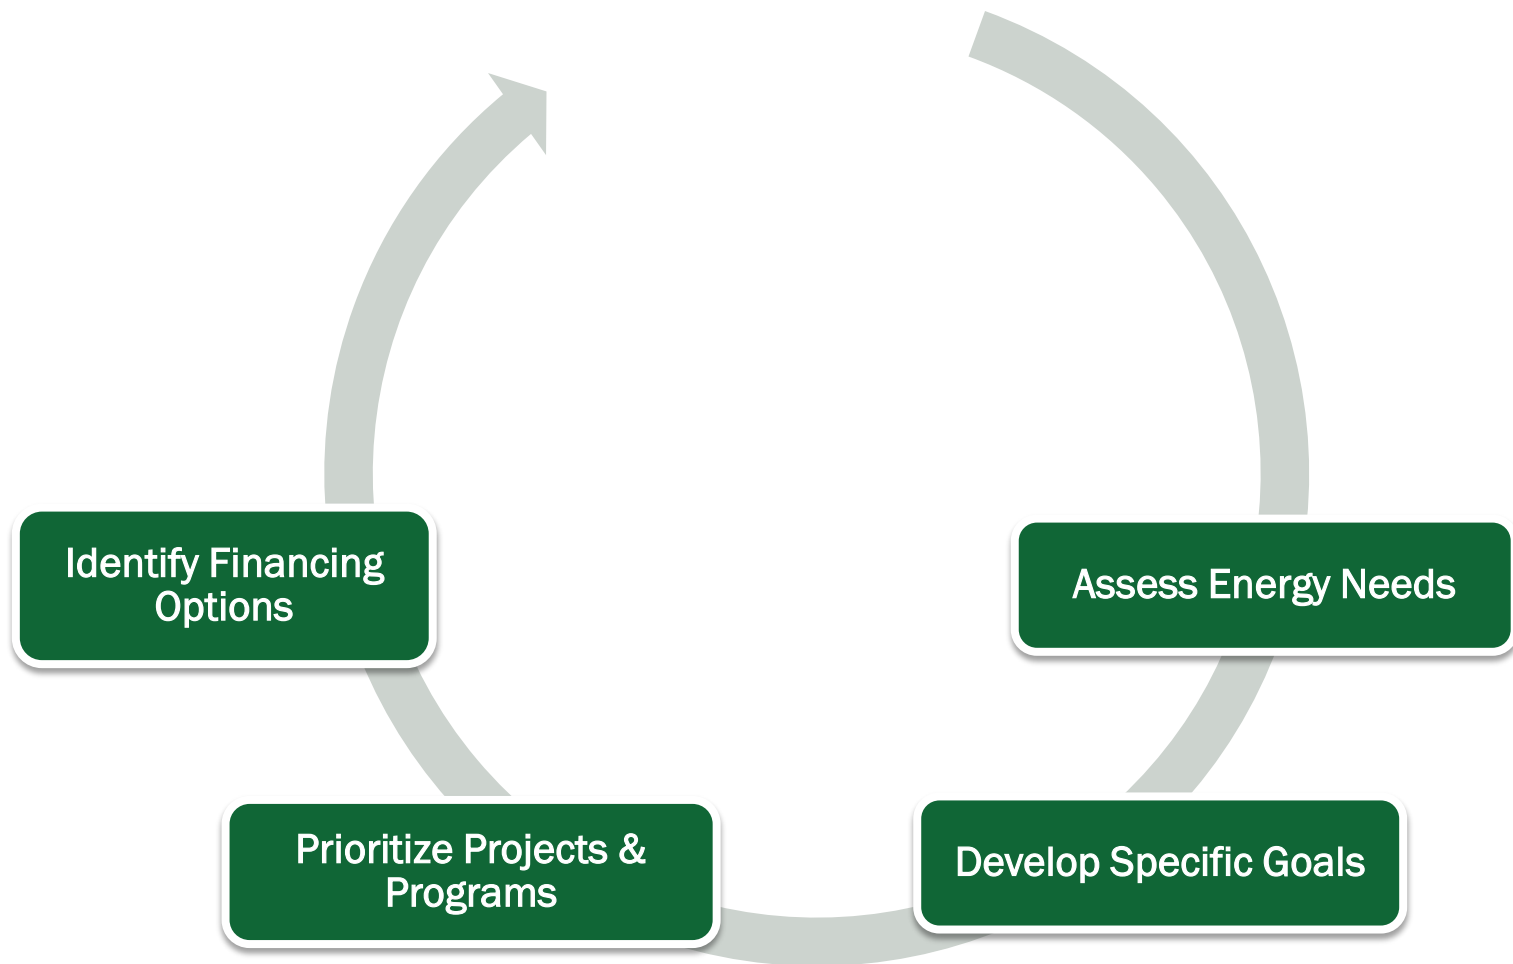 Identify Financing
Options
Assess Energy Needs
Prioritize Projects &
Programs
Develop Specific Goals